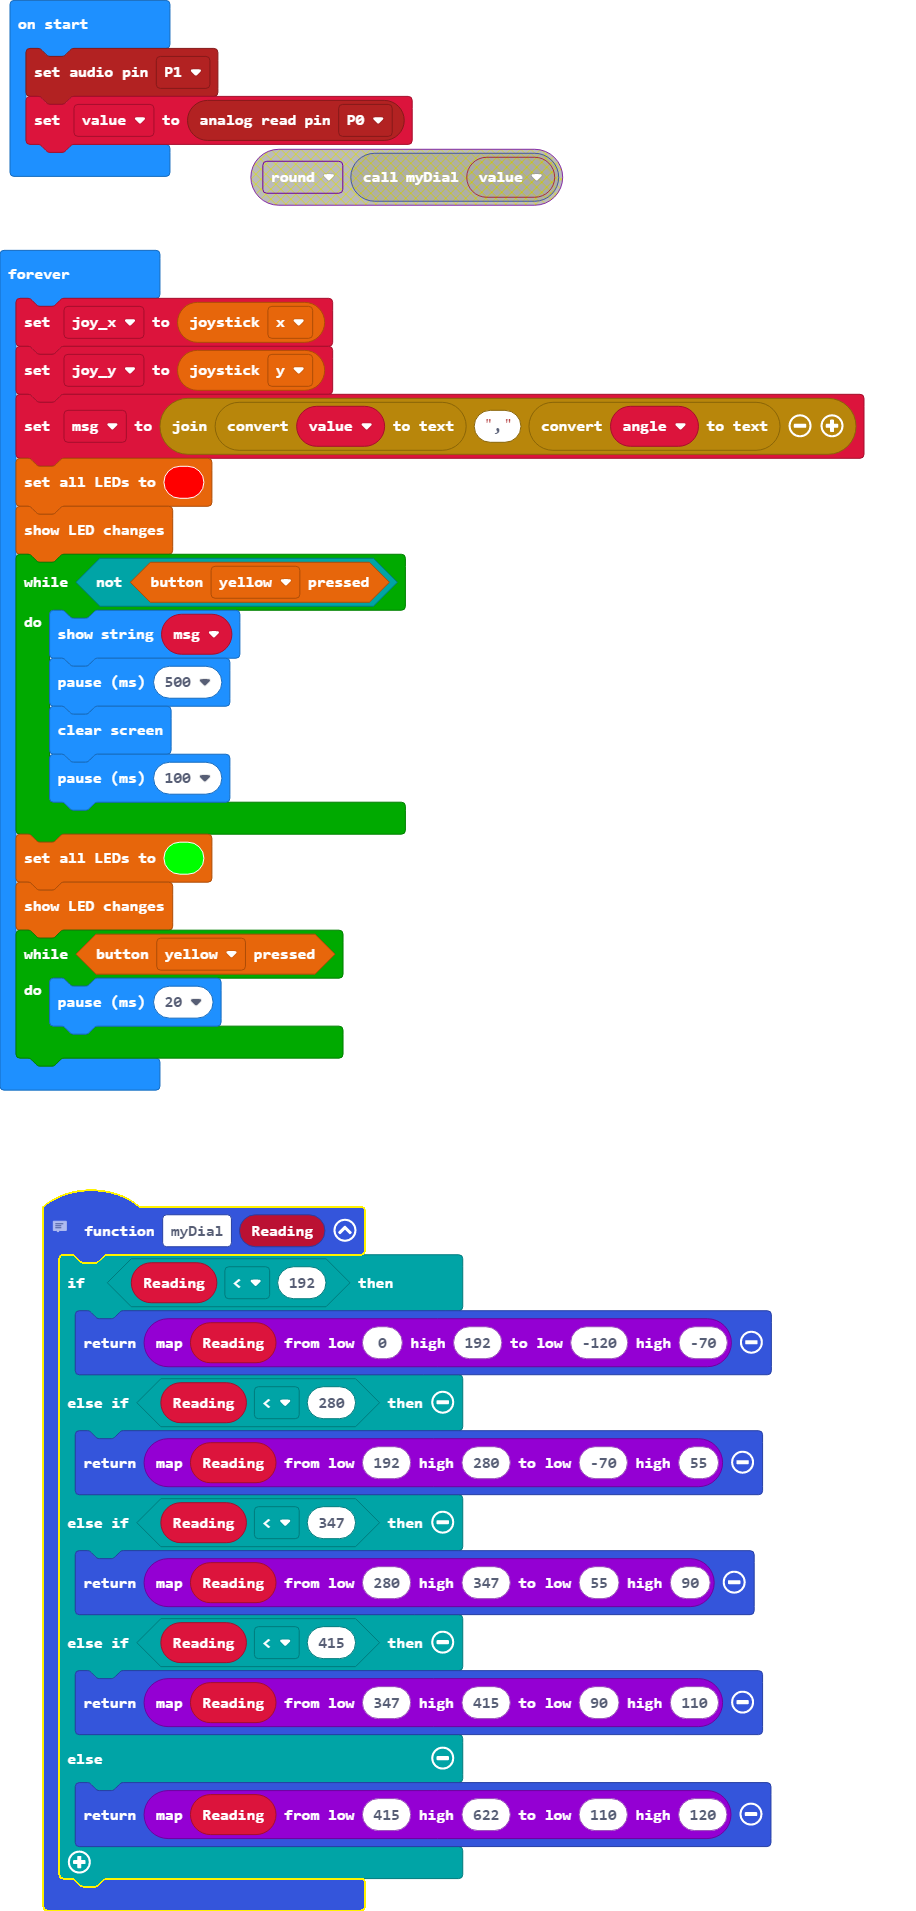 on start
set audio pin P1
set value to analog read pin P0
round call myDial value
forever
set joy_x to joystick x
set joy_y to joystick y
set msg to join convert value to text "," convert angle to text
set all LEDs to
show LED changes
while not button yellow pressed
do
show string msg
pause (ms) 500
clear screen
pause (ms) 100
set all LEDs to
show LED changes
while button yellow pressed
do
pause (ms) 20
function myDial Reading
if Reading < 192 then
return map Reading from low 0 high 192 to low -120 high -70
else if Reading < 280 then
return map Reading from low 192 high 280 to low -70 high 55
else if Reading < 347 then
return map Reading from low 280 high 347 to low 55 high 90
else if Reading < 415 then
return map Reading from low 347 high 415 to low 90 high 110
else
return map Reading from low 415 high 622 to low 110 high 120